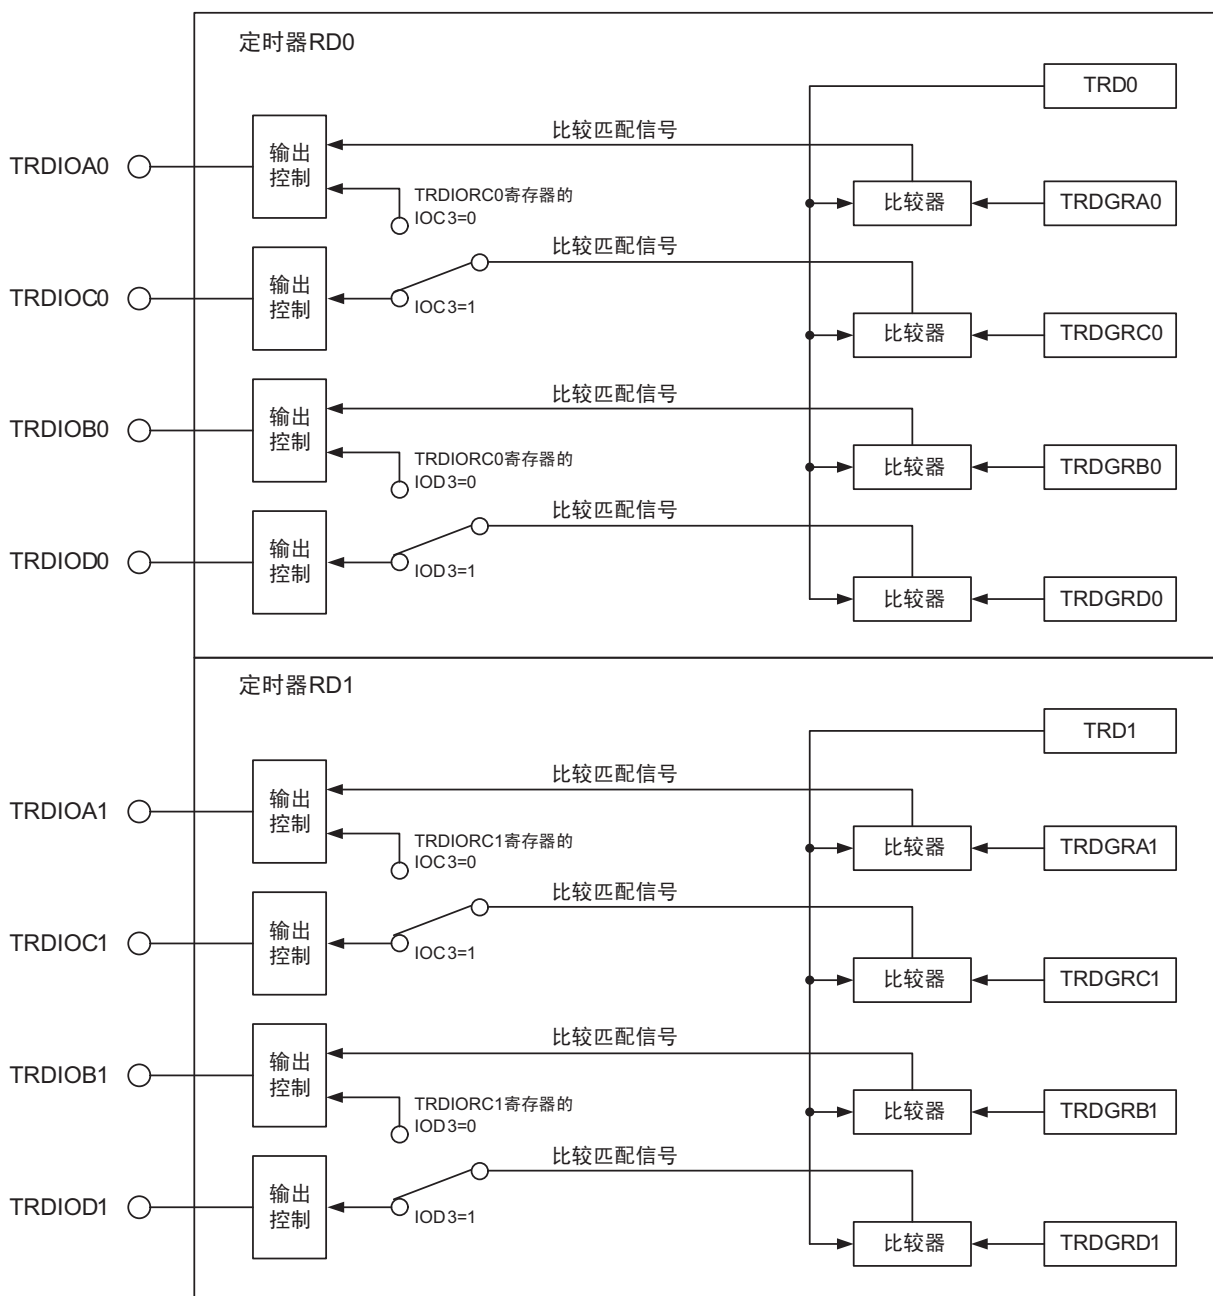 定时器RD0
TRD0
比较匹配信号
TRDIOA0
输出
控制
TRDIORC0寄存器的
IOC3=0
比较器
TRDGRA0
比较匹配信号
TRDIOC0
输出
控制
IOC3=1
比较器
TRDGRC0
比较匹配信号
TRDIOB0
输出
控制
TRDIORC0寄存器的
IOD3=0
比较器
TRDGRB0
比较匹配信号
TRDIOD0
输出
控制
IOD3=1
比较器
TRDGRD0
定时器RD1
TRD1
比较匹配信号
TRDIOA1
输出
控制
TRDIORC1寄存器的
IOC3=0
比较器
TRDGRA1
比较匹配信号
TRDIOC1
输出
控制
IOC3=1
比较器
TRDGRC1
比较匹配信号
TRDIOB1
输出
控制
TRDIORC1寄存器的
IOD3=0
比较器
TRDGRB1
比较匹配信号
TRDIOD1
输出
控制
IOD3=1
比较器
TRDGRD1